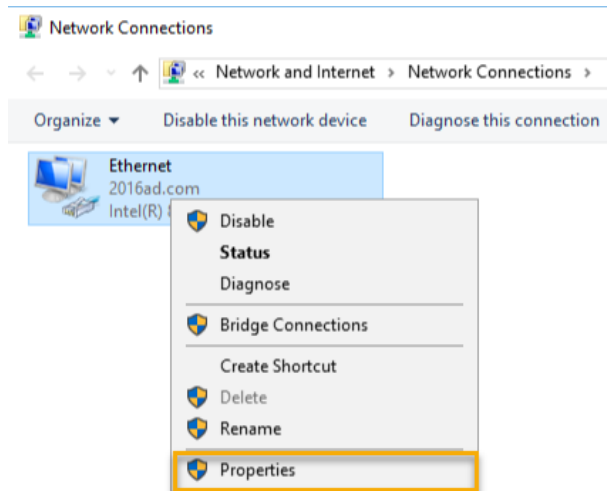 Network Connections
« Network and Internet > Network Connections >
Organize Disable this network device Diagnose this connection
Ethernet
2016ad.com
Intel(R)
Disable
Status
Diagnose
Bridge Connections
Create Shortcut
Delete
Rename
Properties